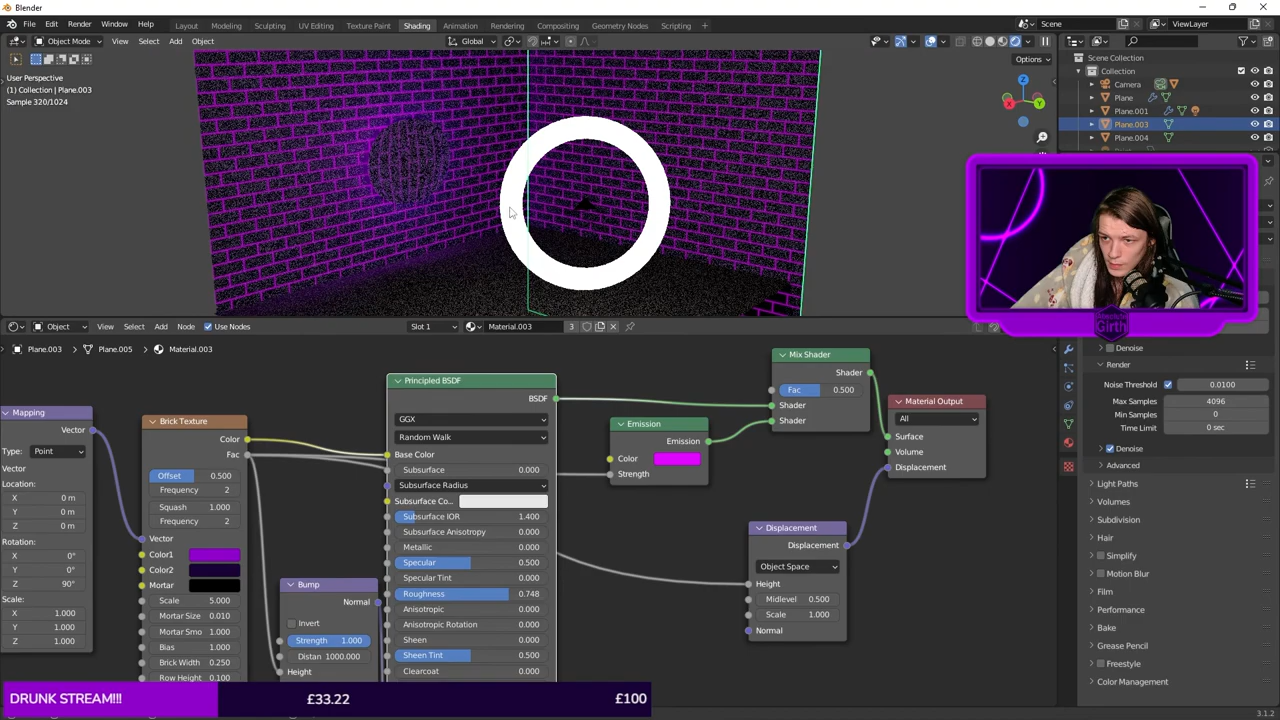 Blender
File Edit Render Window Help Layout Modeling Sculpting UV Editing Texture Paint Shading Animation Rendering Compositing Geometry Nodes Scripting + Scene ViewLayer
Object Mode View Select Add Object Global
Options
User Perspective
(1) Collection | Plane.003
Sample 320/1024
Z
X
Y
Scene Collection
Collection
Camera
Plane
Plane.001
Plane.003
Plane.004
Girth
Object View Select Add Node Use Nodes Slot 1 Material.003 3
Plane.003 > Plane.005 > Material.003
Mapping
Vector
Type: Point
Vector
Location:
X 0 m
Y 0 m
Z 0 m
Rotation:
X 0°
Y 0°
Z 90°
Scale:
X 1.000
Y 1.000
Z 1.000
Brick Texture
Color
Fac
Offset 0.500
Frequency 2
Squash 1.000
Frequency 2
Vector
Color1
Color2
Mortar
Scale 5.000
Mortar Size 0.010
Mortar Smo 1.000
Bias 1.000
Brick Width 0.250
Row Height 0.100
Bump
Normal
Invert
Strength 1.000
Distan 1000.000
Height
Principled BSDF
BSDF
GGX
Random Walk
Base Color
Subsurface 0.000
Subsurface Radius
Subsurface Co...
Subsurface IOR 1.400
Subsurface Anisotropy 0.000
Metallic 0.000
Specular 0.500
Specular Tint 0.000
Roughness 0.748
Anisotropic 0.000
Anisotropic Rotation 0.000
Sheen 0.000
Sheen Tint 0.500
Clearcoat 0.000
Emission
Emission
Color
Strength
Mix Shader
Shader
Fac 0.500
Shader
Shader
Material Output
All
Surface
Volume
Displacement
Displacement
Displacement
Object Space
Height
Midlevel 0.500
Scale 1.000
Normal
Denoise
Render
Noise Threshold 0.0100
Max Samples 4096
Min Samples 0
Time Limit 0 sec
Denoise
Advanced
Light Paths
Volumes
Subdivision
Hair
Simplify
Motion Blur
Film
Performance
Bake
Grease Pencil
Freestyle
Color Management
DRUNK STREAM!!! £33.22 £100
3.1.2